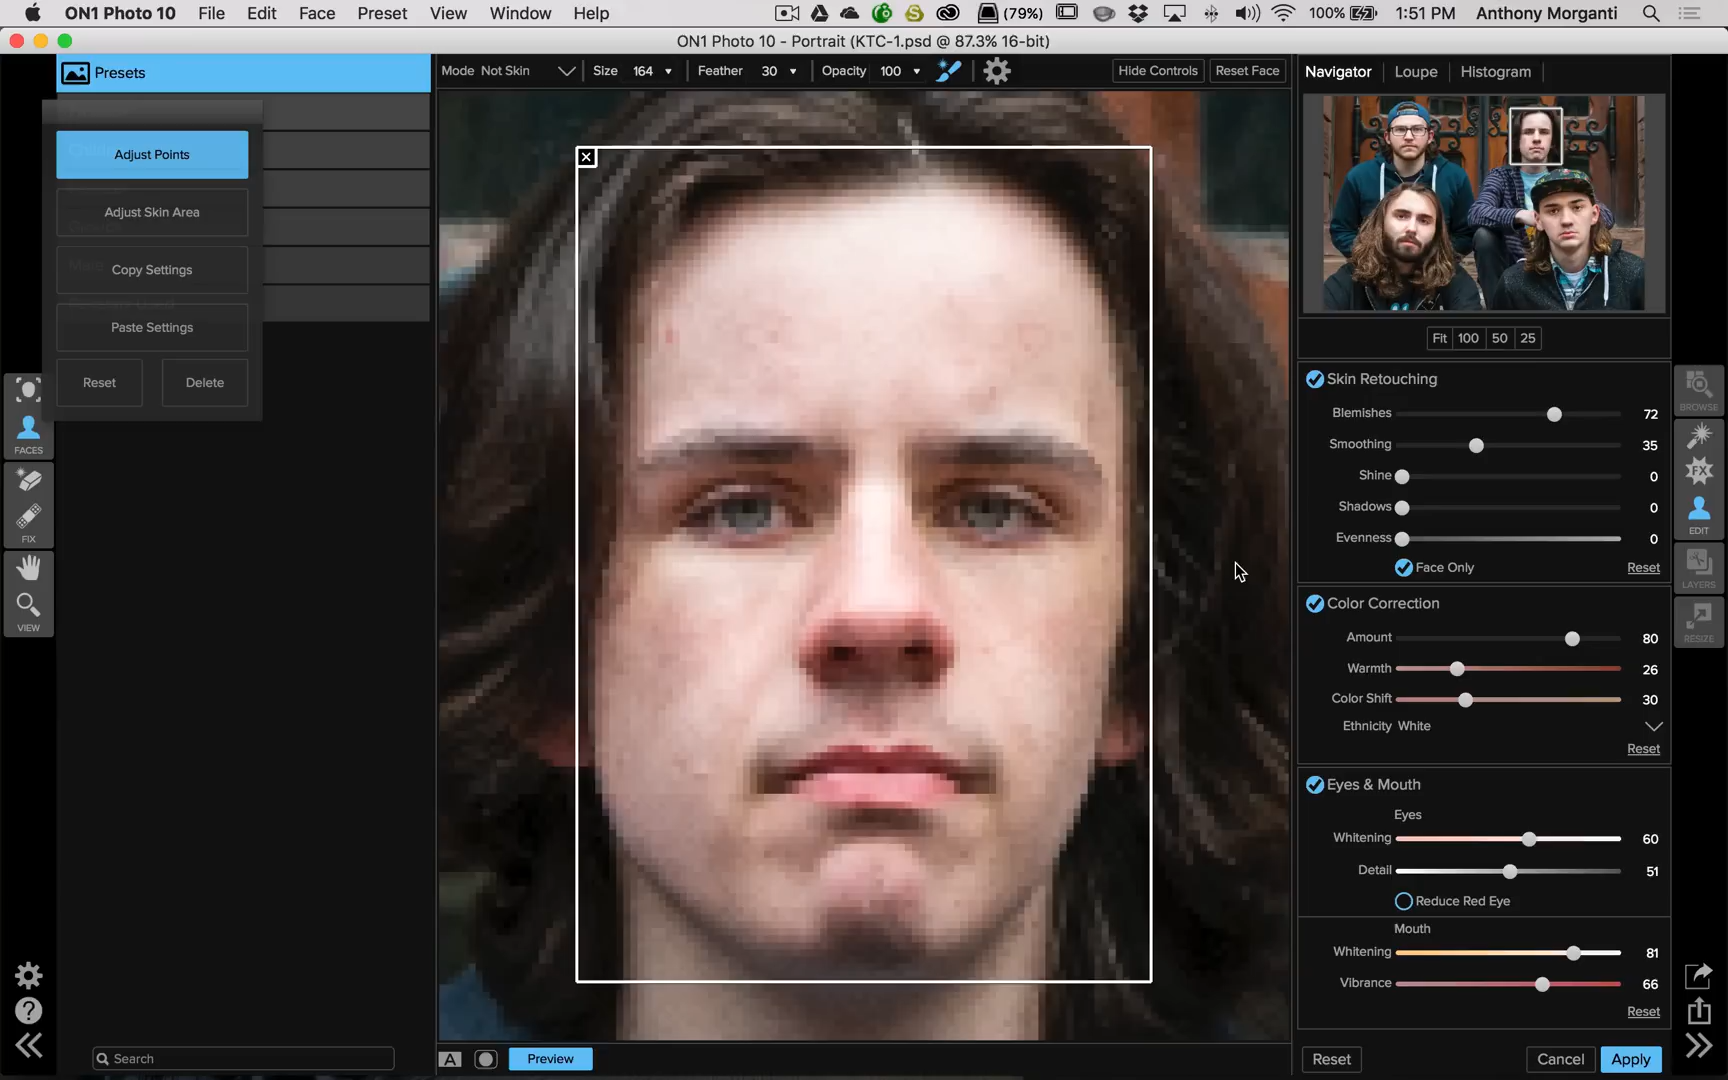 ON1 Photo 10 File Edit Face Preset View Window Help (79%) 100% 1:51 PM Anthony Morganti
ON1 Photo 10 - Portrait (KTC-1.psd @ 87.3% 16-bit)
Presets
Mode Not Skin Size 164 Feather 30 Opacity 100 Hide Controls Reset Face
Navigator Loupe Histogram
Adjust Points
Adjust Skin Area
Copy Settings
Paste Settings
Reset Delete
FACES
FIX
VIEW
Search
A Preview
Fit 100 50 25
Skin Retouching
Blemishes 72
Smoothing 35
Shine 0
Shadows 0
Evenness 0
Face Only Reset
Color Correction
Amount 80
Warmth 26
Color Shift 30
Ethnicity White
Reset
Eyes & Mouth
Eyes
Whitening 60
Detail 51
Reduce Red Eye
Mouth
Whitening 81
Vibrance 66
Reset
Reset Cancel Apply
BROWSE
FX
EDIT
LAYERS
RESIZE